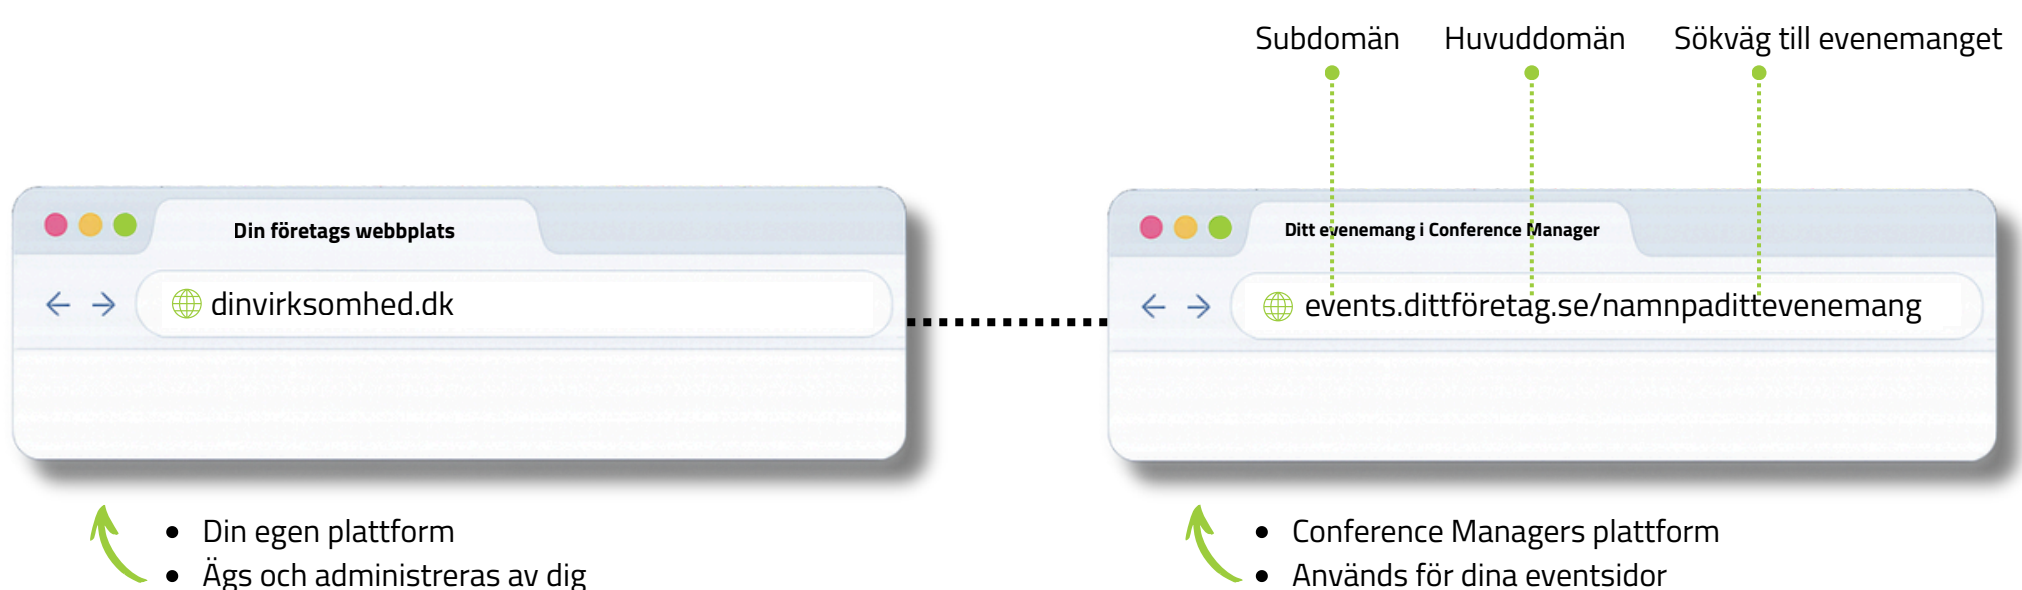 Subdomän
Huvuddomän
Sökväg till evenemanget
Din företags webbplats
dinvirksomhed.dk
Ditt evenemang i Conference Manager
events.dittföretag.se/namnpadittevenemang
Din egen plattform
Ägs och administreras av dig
Conference Managers plattform
Används för dina eventsidor